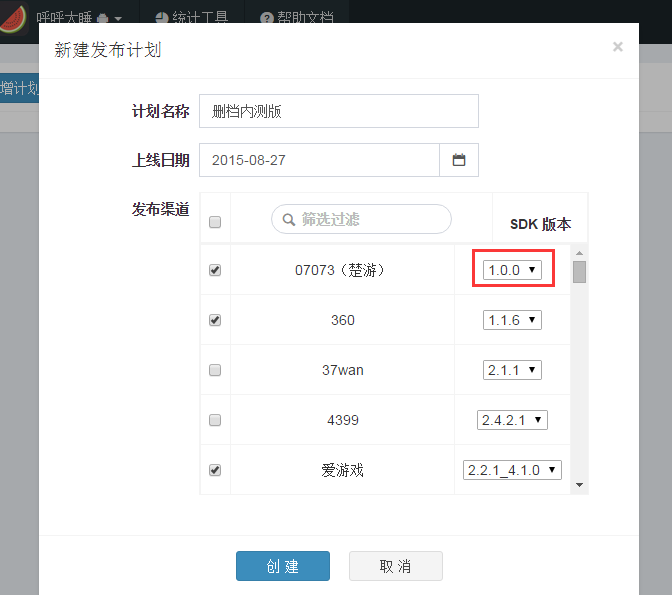 呼呼大睡 统计工具 帮助文档
新建发布计划 ×
增计划
计划名称 删档内测版
上线日期 2015-08-27
发布渠道 筛选过滤 SDK 版本
07073（楚游） 1.0.0
360 1.1.6
37wan 2.1.1
4399 2.4.2.1
爱游戏 2.2.1_4.1.0
创 建 取 消